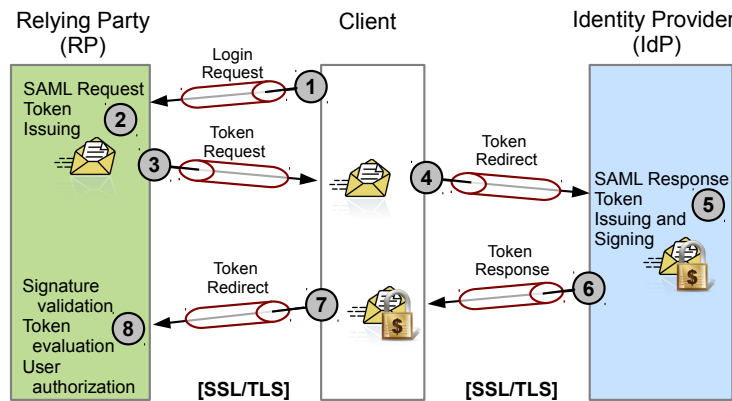 Relying Party
(RP)
Client
Identity Provider
(IdP)
Login
Request
1
SAML Request
Token
Issuing
2
3
Token
Request
4
Token
Redirect
SAML Response
Token
Issuing and
Signing
5
$
Token
Response
6
Token
Redirect
7
$
Signature
validation
Token
evaluation
User
authorization
8
[SSL/TLS]
[SSL/TLS]